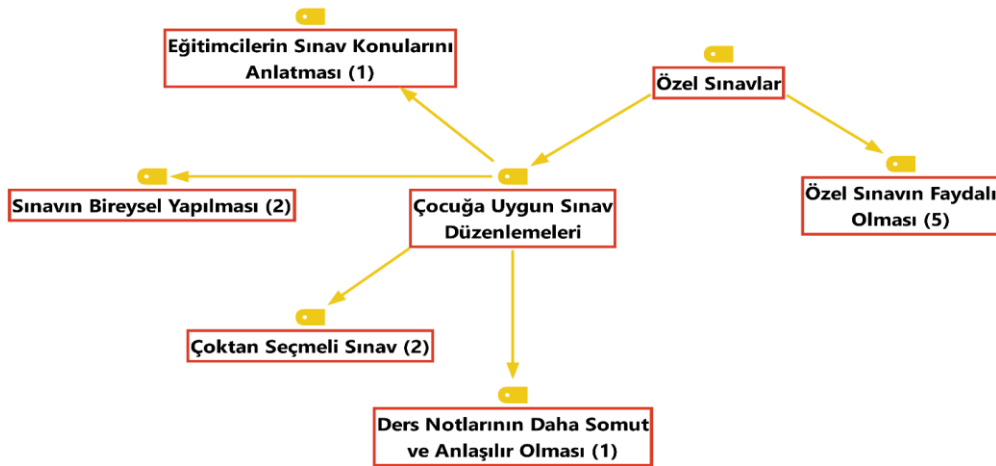 Eğitimcilerin Sınav Konularını
Anlatması (1)
Özel Sınavlar
Sınavın Bireysel Yapılması (2)
Çocuğa Uygun Sınav
Düzenlemeleri
Özel Sınavın Faydalı
Olması (5)
Çoktan Seçmeli Sınav (2)
Ders Notlarının Daha Somut
ve Anlaşılır Olması (1)